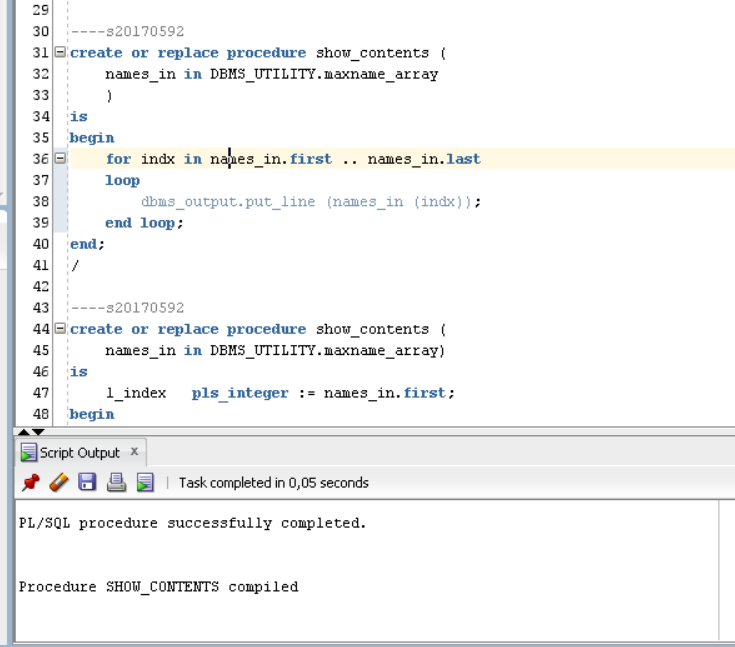 29
30 ----s20170592
31 create or replace procedure show_contents (
32 names_in in DBMS_UTILITY.maxname_array
33 )
34 is
35 begin
36 for indx in names_in.first .. names_in.last
37 loop
38 dbms_output.put_line (names_in (indx));
39 end loop;
40 end;
41 /
42
43 ----s20170592
44 create or replace procedure show_contents (
45 names_in in DBMS_UTILITY.maxname_array)
46 is
47 l_index pls_integer := names_in.first;
48 begin
Script Output x
Task completed in 0,05 seconds
PL/SQL procedure successfully completed.
Procedure SHOW_CONTENTS compiled